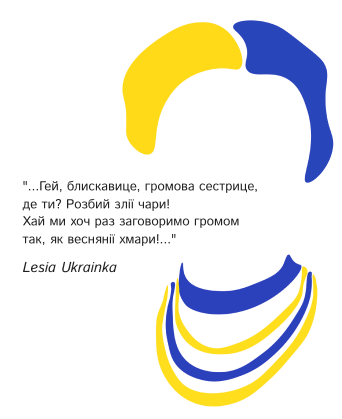 "...Гей, блискавице, громова сестрице,
де ти? Розбий злії чари!
Хай ми хоч раз заговоримо громом
так, як веснянії хмари!..."
Lesia Ukrainka